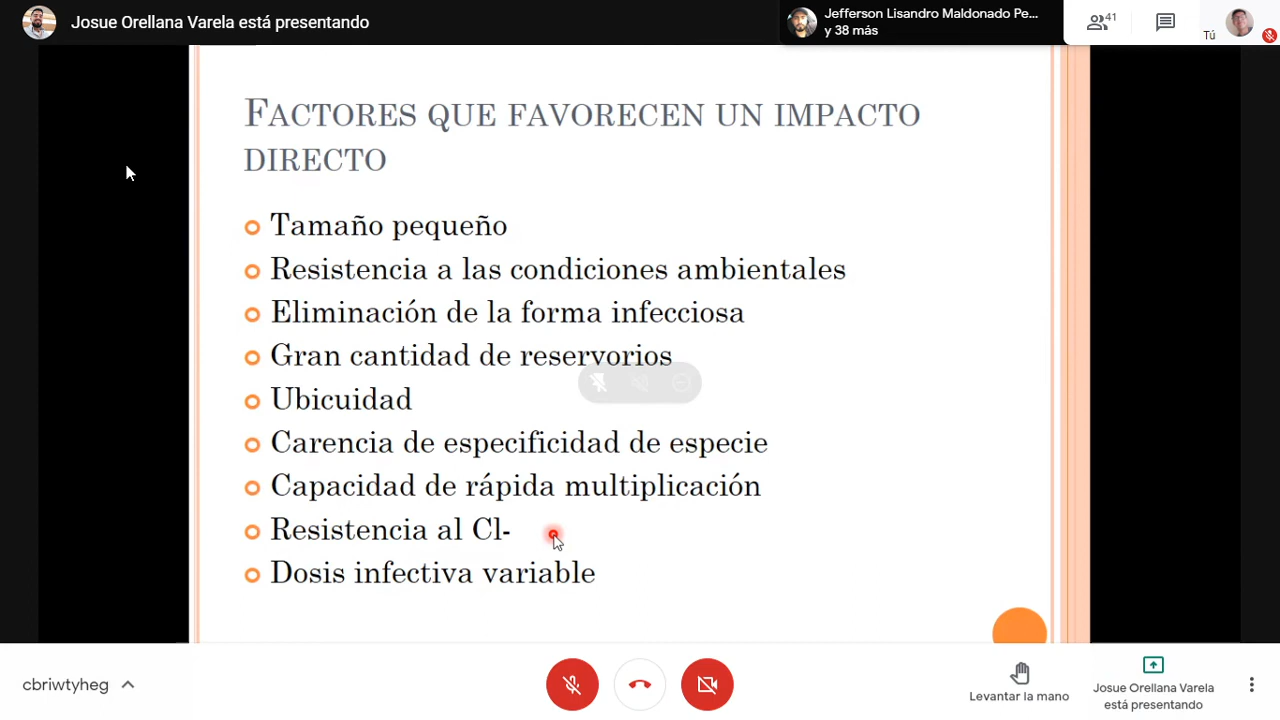 Josue Orellana Varela está presentando
Jefferson Lisandro Maldonado Pe...
y 38 más
41
Tú
FACTORES QUE FAVORECEN UN IMPACTO
DIRECTO
Tamaño pequeño
Resistencia a las condiciones ambientales
Eliminación de la forma infecciosa
Gran cantidad de reservorios
Ubicuidad
Carencia de especificidad de especie
Capacidad de rápida multiplicación
Resistencia al Cl-
Dosis infectiva variable
cbriwtyheg
Levantar la mano
Josue Orellana Varela
está presentando